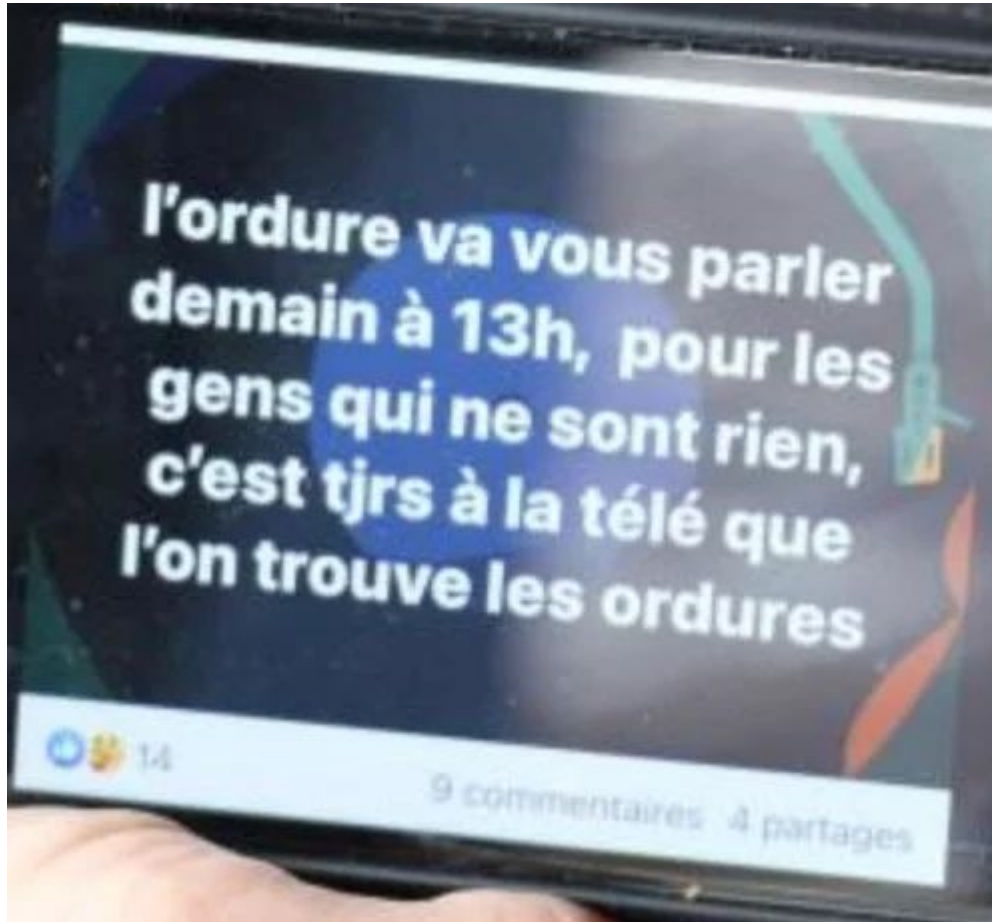 l'ordure va vous parler
demain à 13h, pour les
gens qui ne sont rien,
c'est tjrs à la télé que
l'on trouve les ordures
14
9 commentaires 4 partages